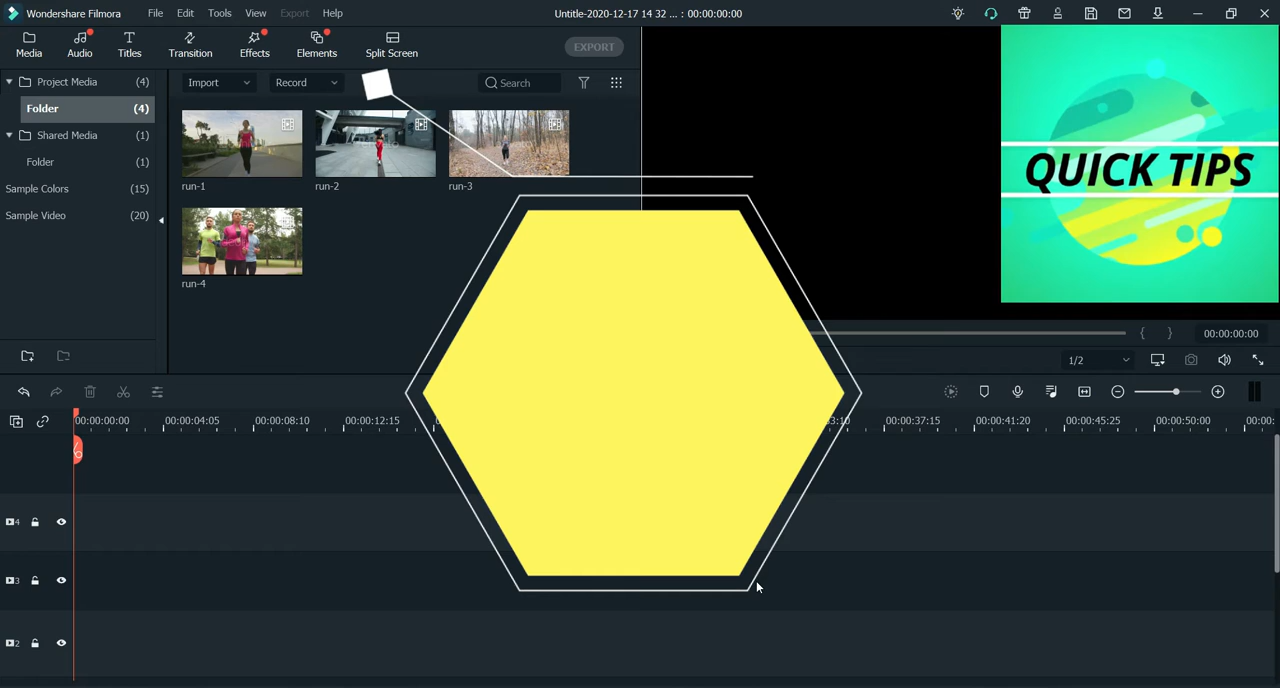 Wondershare Filmora File Edit Tools View Export Help Untitle-2020-12-17 14 32 ... : 00:00:00:00
Media Audio Titles Transition Effects Elements Split Screen EXPORT
Project Media (4) Import Record Search
Folder (4)
Shared Media (1)
Folder (1)
Sample Colors (15)
Sample Video (20)
run-1 run-2 run-3
run-4
QUICK TIPS
00:00:00:00
1/2
00:00:00:00 00:00:04:05 00:00:08:10 00:00:12:15 00:00:37:15 00:00:41:20 00:00:45:25 00:00:50:00
4
3
2